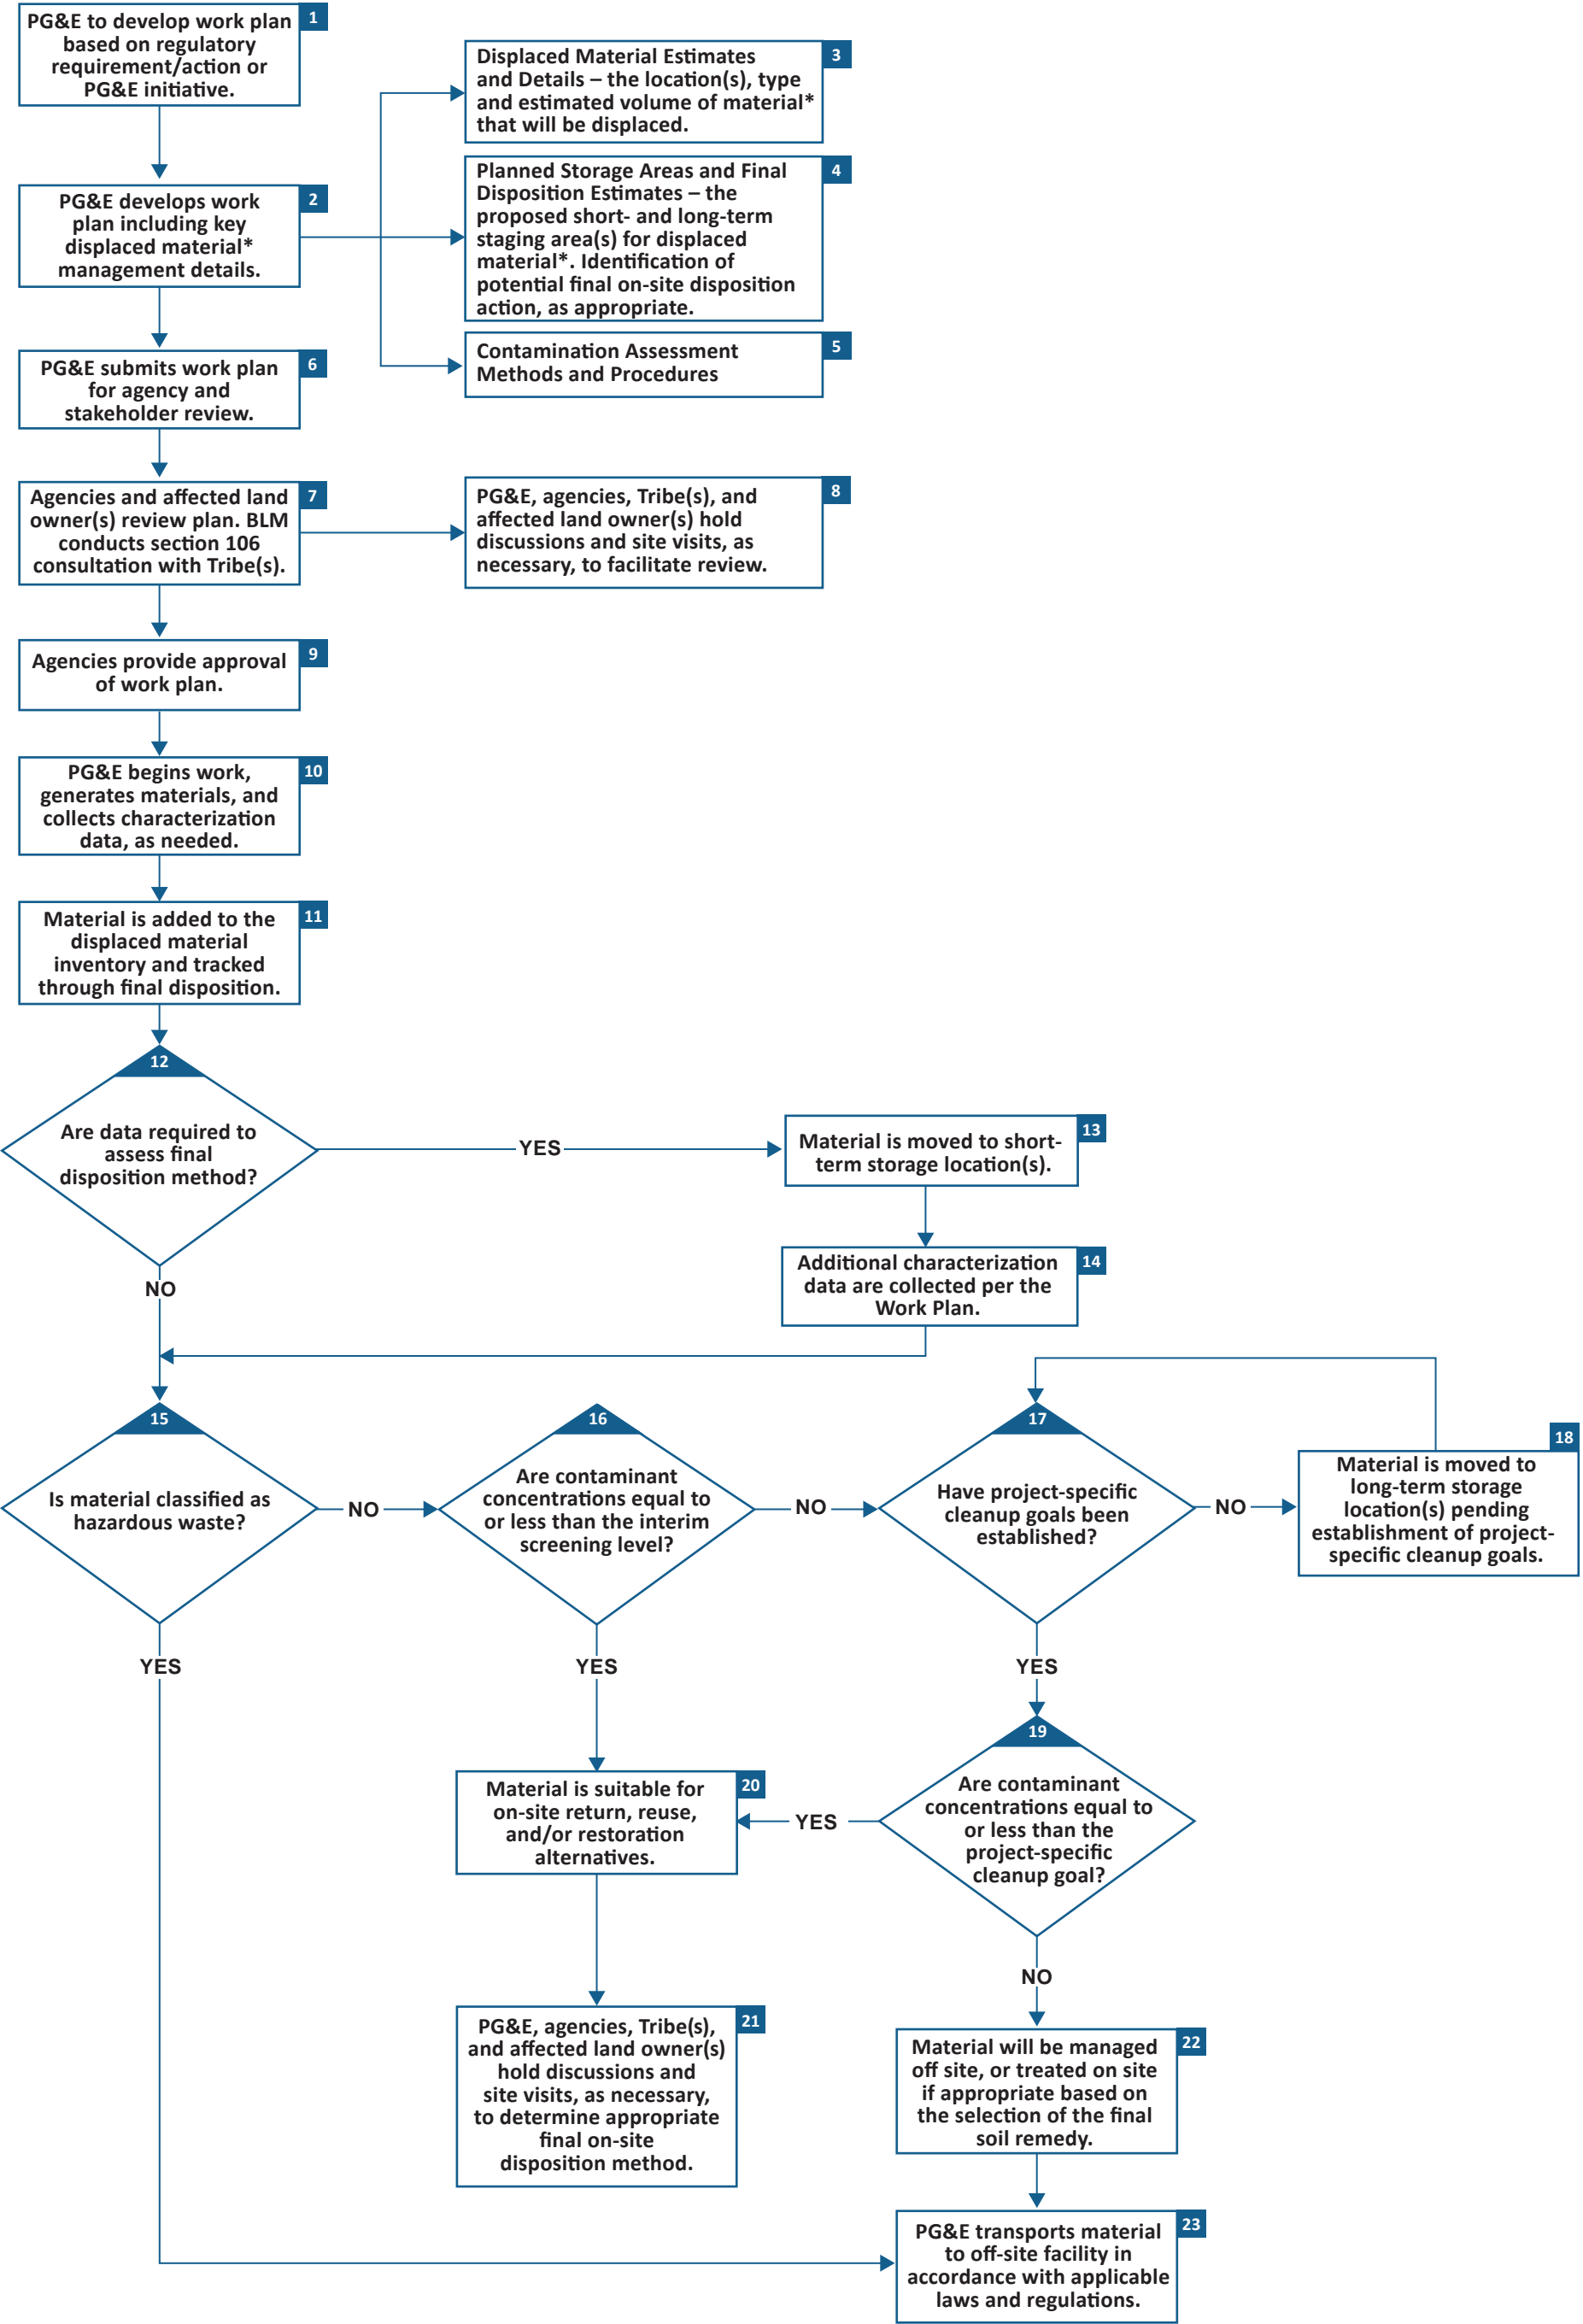 1
PG&E to develop work plan
based on regulatory
requirement/action or
PG&E initiative.
2
PG&E develops work
plan including key
displaced material*
management details.
3
Displaced Material Estimates
and Details – the location(s), type
and estimated volume of material*
that will be displaced.
4
Planned Storage Areas and Final
Disposition Estimates – the
proposed short- and long-term
staging area(s) for displaced
material*. Identification of
potential final on-site disposition
action, as appropriate.
5
Contamination Assessment
Methods and Procedures
6
PG&E submits work plan
for agency and
stakeholder review.
7
Agencies and affected land
owner(s) review plan. BLM
conducts section 106
consultation with Tribe(s).
8
PG&E, agencies, Tribe(s), and
affected land owner(s) hold
discussions and site visits, as
necessary, to facilitate review.
9
Agencies provide approval
of work plan.
10
PG&E begins work,
generates materials, and
collects characterization
data, as needed.
11
Material is added to the
displaced material
inventory and tracked
through final disposition.
12
Are data required to
assess final
disposition method?
YES
NO
13
Material is moved to short-
term storage location(s).
14
Additional characterization
data are collected per the
Work Plan.
15
Is material classified as
hazardous waste?
NO
YES
16
Are contaminant
concentrations equal to
or less than the interim
screening level?
NO
YES
17
Have project-specific
cleanup goals been
established?
NO
YES
18
Material is moved to
long-term storage
location(s) pending
establishment of project-
specific cleanup goals.
19
Are contaminant
concentrations equal to
or less than the
project-specific
cleanup goal?
YES
NO
20
Material is suitable for
on-site return, reuse,
and/or restoration
alternatives.
21
PG&E, agencies, Tribe(s),
and affected land owner(s)
hold discussions and
site visits, as necessary,
to determine appropriate
final on-site
disposition method.
22
Material will be managed
off site, or treated on site
if appropriate based on
the selection of the final
soil remedy.
23
PG&E transports material
to off-site facility in
accordance with applicable
laws and regulations.